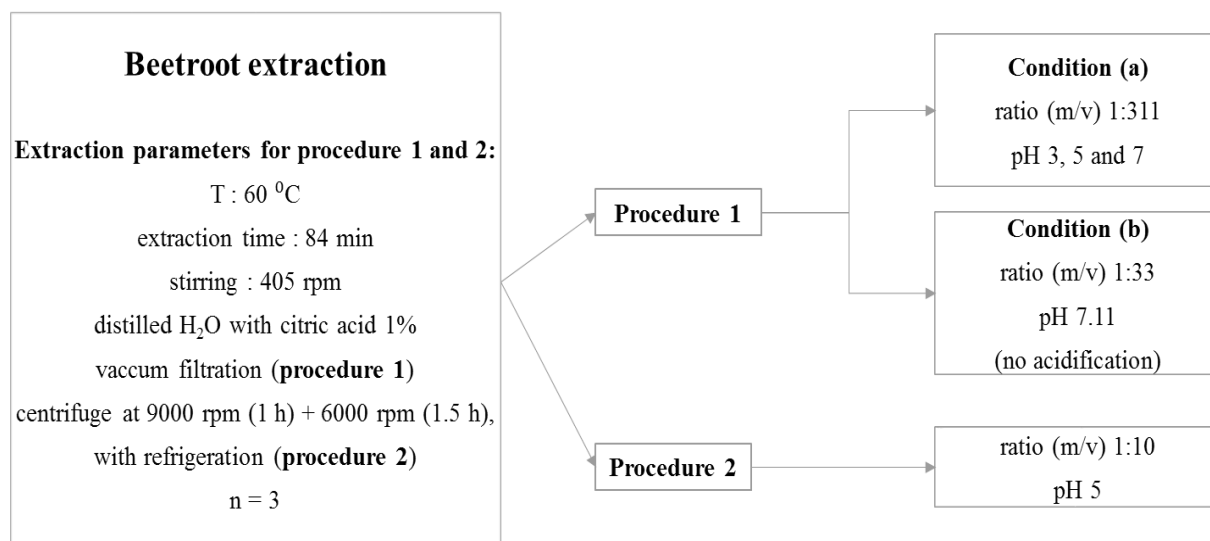 Beetroot extraction
Extraction parameters for procedure 1 and 2:
T : 60 ⁰C
extraction time : 84 min
stirring : 405 rpm
distilled H₂O with citric acid 1%
vaccum filtration (procedure 1)
centrifuge at 9000 rpm (1 h) + 6000 rpm (1.5 h),
with refrigeration (procedure 2)
n = 3
Procedure 1
Condition (a)
ratio (m/v) 1:311
pH 3, 5 and 7
Condition (b)
ratio (m/v) 1:33
pH 7.11
(no acidification)
Procedure 2
ratio (m/v) 1:10
pH 5